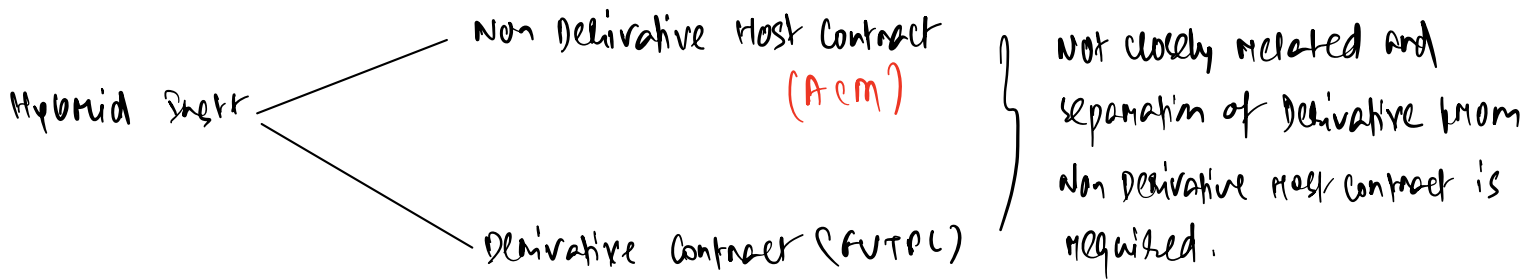 Non Derivative Host Contract
(ACM)
Hybrid Instr
Derivative Contract (FVTPL)
Not closely related and
separation of Derivative from
Non Derivative Host Contract is
required.